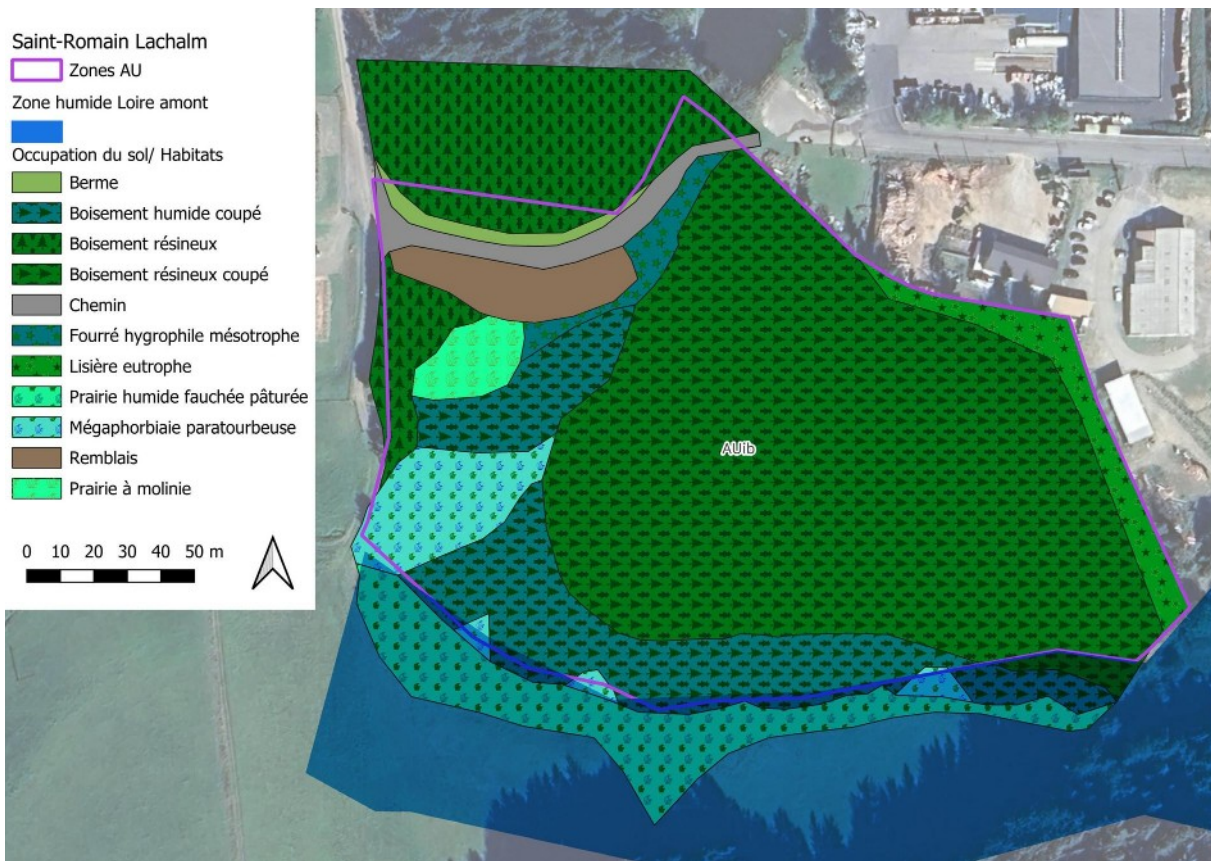 Saint-Romain Lachalm
Zones AU
Zone humide Loire amont
Occupation du sol/ Habitats
Berme
Boisement humide coupé
Boisement résineux
Boisement résineux coupé
Chemin
Fourré hygrophile mésotrophe
Lisière eutrophe
Prairie humide fauchée pâturée
Mégaphorbiaie paratourbeuse
Remblais
Prairie à molinie
0 10 20 30 40 50 m
AUib